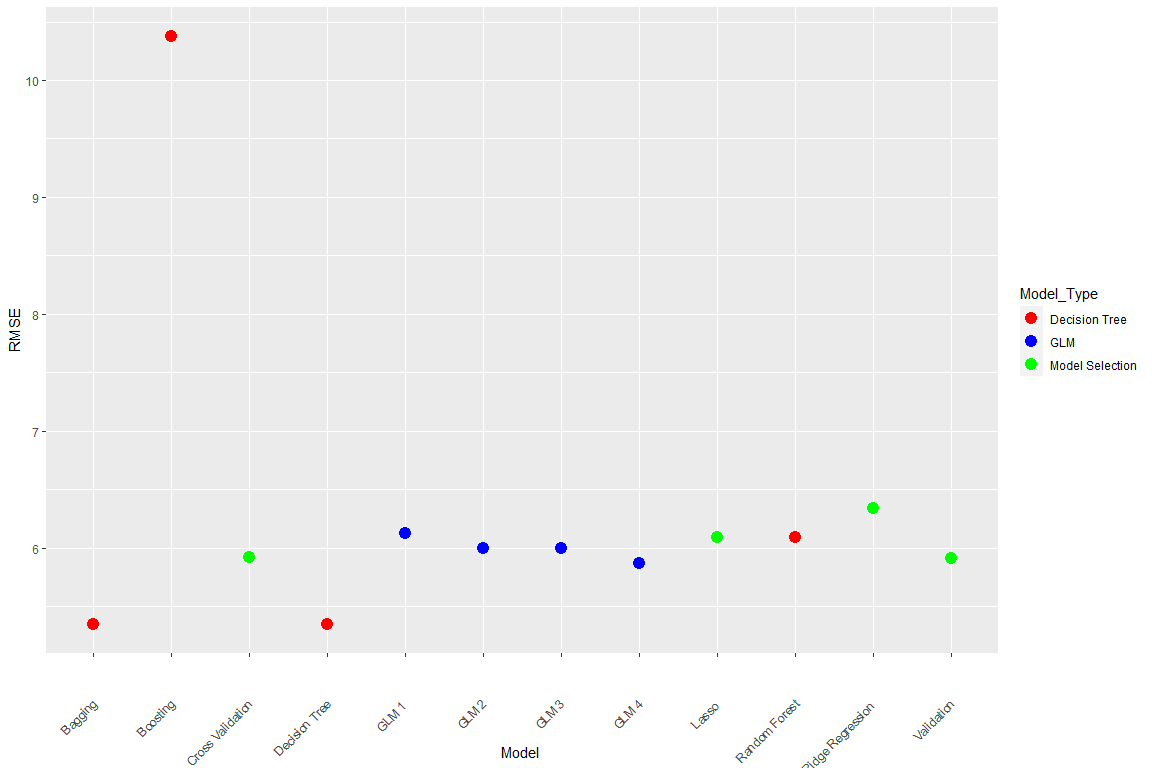 10
9
8
7
6
RMSE
Bagging
Boosting
Cross Validation
Decision Tree
GLM 1
GLM 2
GLM 3
GLM 4
Lasso
Random Forest
Ridge Regression
Validation
Model
Model_Type
Decision Tree
GLM
Model Selection